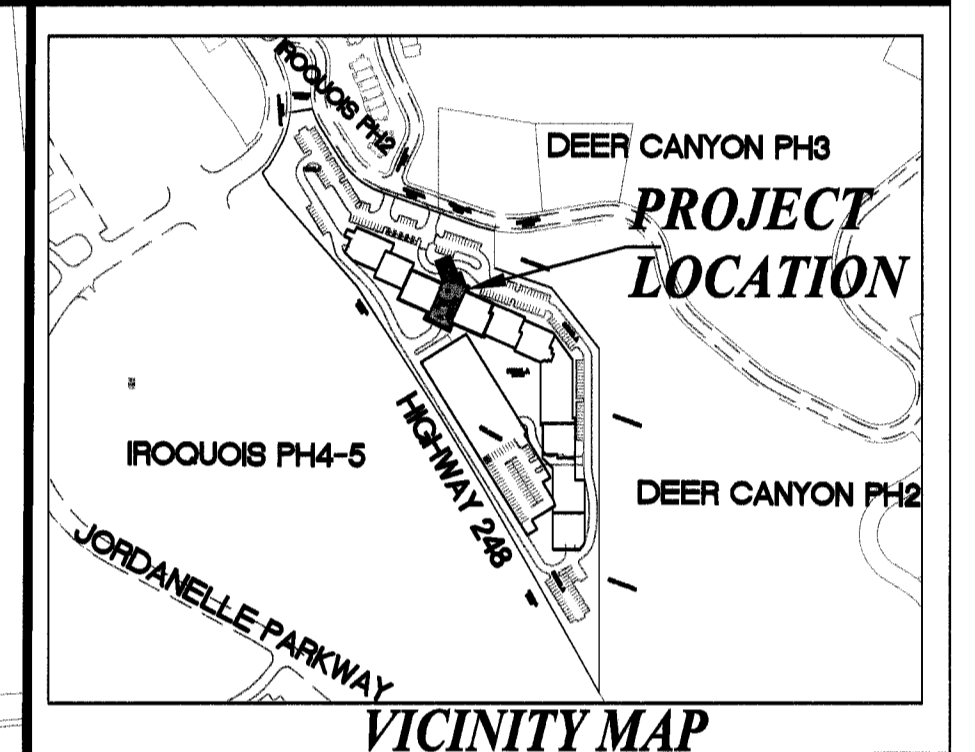 IROQUOIS PH2
DEER CANYON PH3
PROJECT
LOCATION
HIGHWAY 248
IROQUOIS PH4-5
DEER CANYON PH2
JORDANELLE PARKWAY
VICINITY MAP